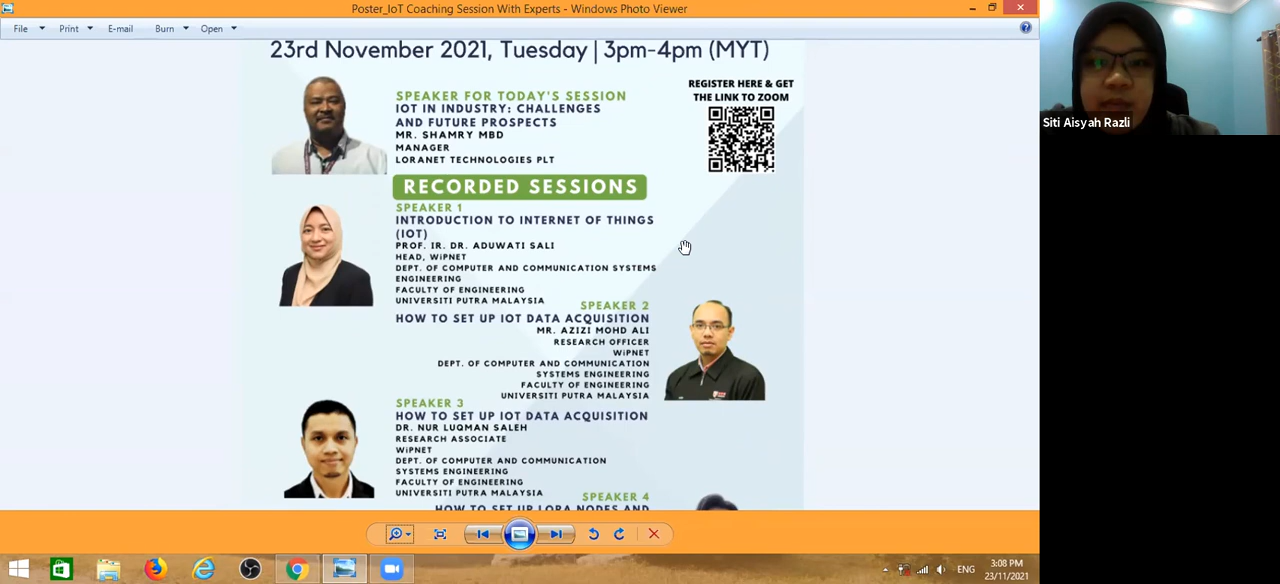 Poster_IoT Coaching Session With Experts - Windows Photo Viewer
File Print E-mail Burn Open
23rd November 2021, Tuesday | 3pm-4pm (MYT)
SPEAKER FOR TODAY'S SESSION
IOT IN INDUSTRY: CHALLENGES
AND FUTURE PROSPECTS
MR. SHAMRY MBD
MANAGER
LORANET TECHNOLOGIES PLT
REGISTER HERE & GET
THE LINK TO ZOOM
RECORDED SESSIONS
SPEAKER 1
INTRODUCTION TO INTERNET OF THINGS
(IOT)
PROF. IR. DR. ADUWATI SALI
HEAD, WiPNET
DEPT. OF COMPUTER AND COMMUNICATION SYSTEMS
ENGINEERING
FACULTY OF ENGINEERING
UNIVERSITI PUTRA MALAYSIA
SPEAKER 2
HOW TO SET UP IOT DATA ACQUISITION
MR. AZIZI MOHD ALI
RESEARCH OFFICER
WiPNET
DEPT. OF COMPUTER AND COMMUNICATION
SYSTEMS ENGINEERING
FACULTY OF ENGINEERING
UNIVERSITI PUTRA MALAYSIA
SPEAKER 3
HOW TO SET UP IOT DATA ACQUISITION
DR. NUR LUQMAN SALEH
RESEARCH ASSOCIATE
WiPNET
DEPT. OF COMPUTER AND COMMUNICATION
SYSTEMS ENGINEERING
FACULTY OF ENGINEERING
UNIVERSITI PUTRA MALAYSIA
SPEAKER 4
HOW TO SET UP LORA NODES AND
Siti Aisyah Razli
ENG
3:08 PM
23/11/2021